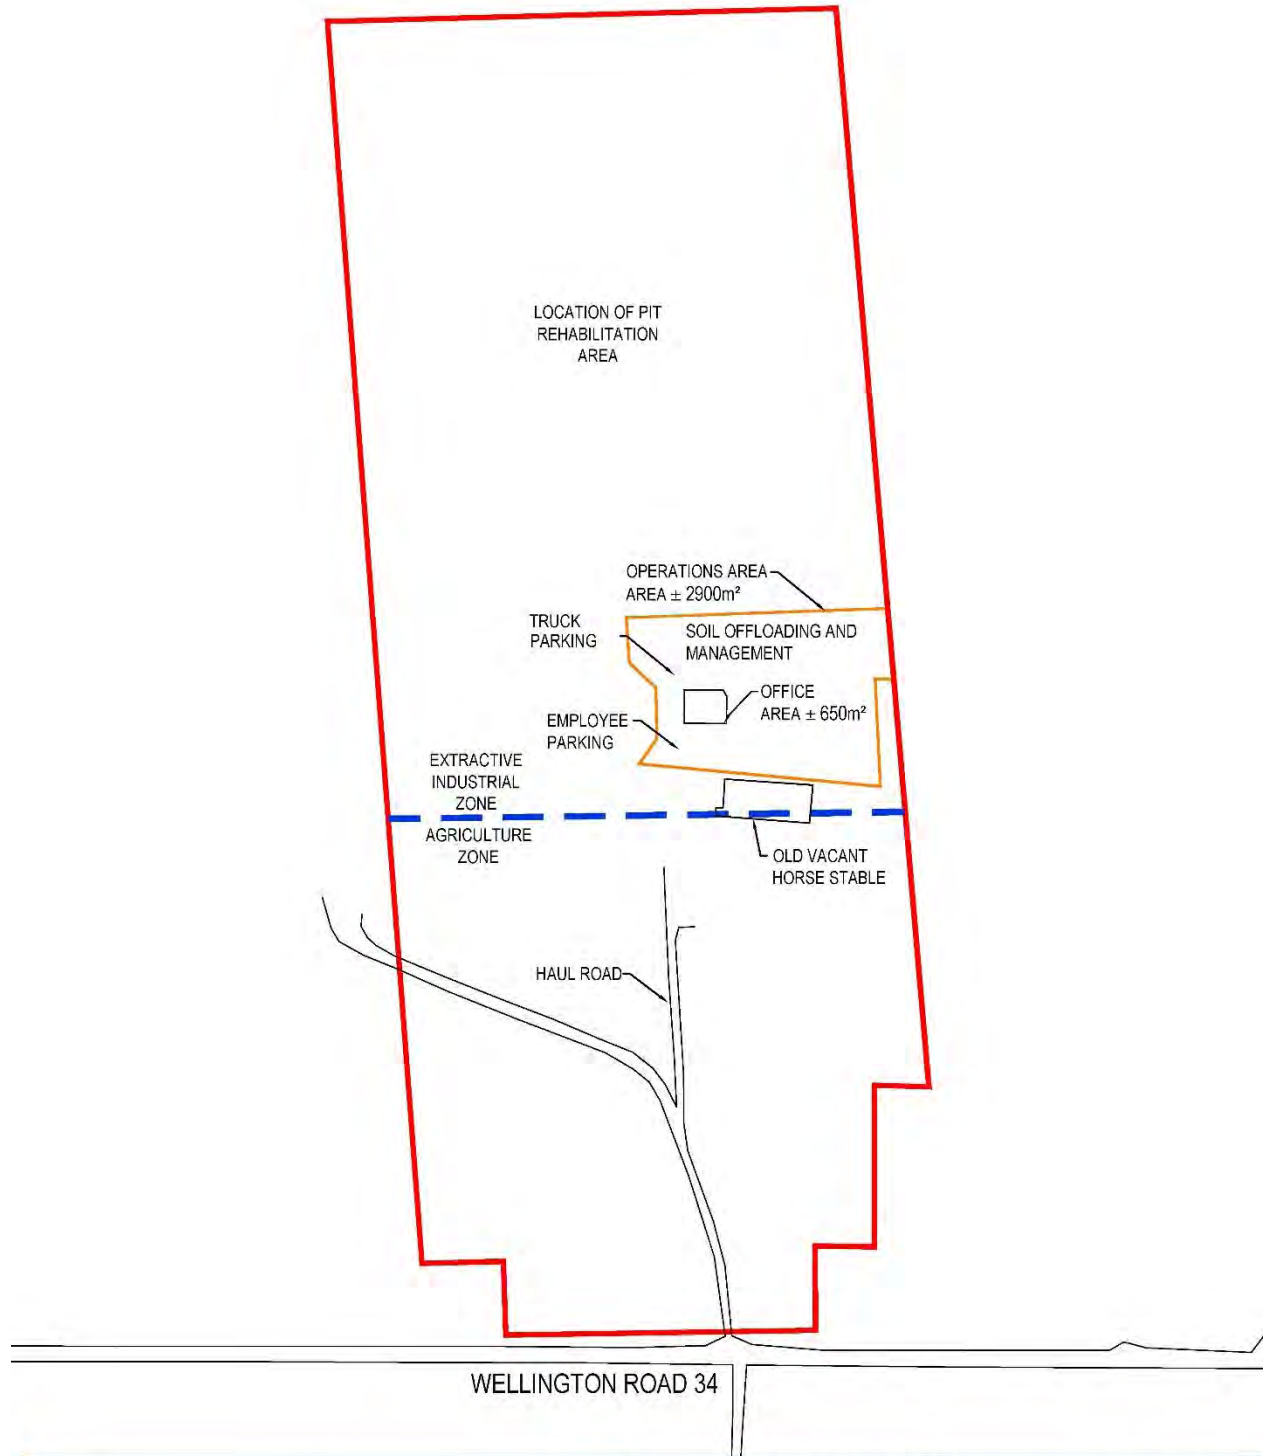 LOCATION OF PIT
REHABILITATION
AREA
OPERATIONS AREA
AREA ± 2900m²
TRUCK
PARKING
SOIL OFFLOADING AND
MANAGEMENT
OFFICE
AREA ± 650m²
EMPLOYEE
PARKING
EXTRACTIVE
INDUSTRIAL
ZONE
AGRICULTURE
ZONE
OLD VACANT
HORSE STABLE
HAUL ROAD
WELLINGTON ROAD 34